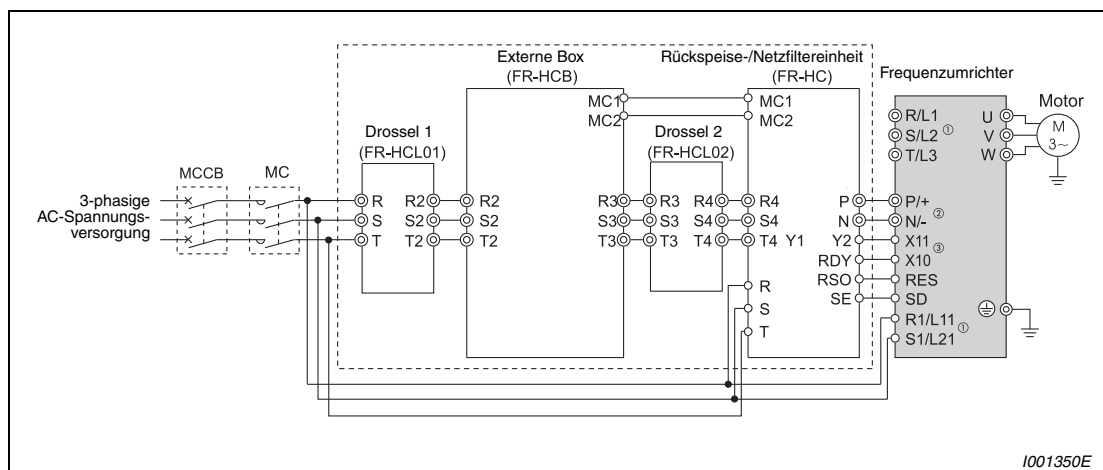 Externe Box
(FR-HCB)
Rückspeise-/Netzfiltereinheit
(FR-HC)
Frequenzumrichter
Motor
MC1
MC2
MC1
MC2
R/L1
S/L2 ①
T/L3
U
V
W
M
3~
Drossel 1
(FR-HCL01)
Drossel 2
(FR-HCL02)
MCCB
MC
3-phasige
AC-Spannungs-
versorgung
R R2 R2 R3 R3 R4 R4 P P/+
S S2 S2 S3 S3 S4 S4 N N/- ②
T T2 T2 T3 T3 T4 T4 Y1 Y2 X11 ③
RDY X10
RSO RES
R
SE SD
S
R1/L11 ①
T
S1/L21
I001350E